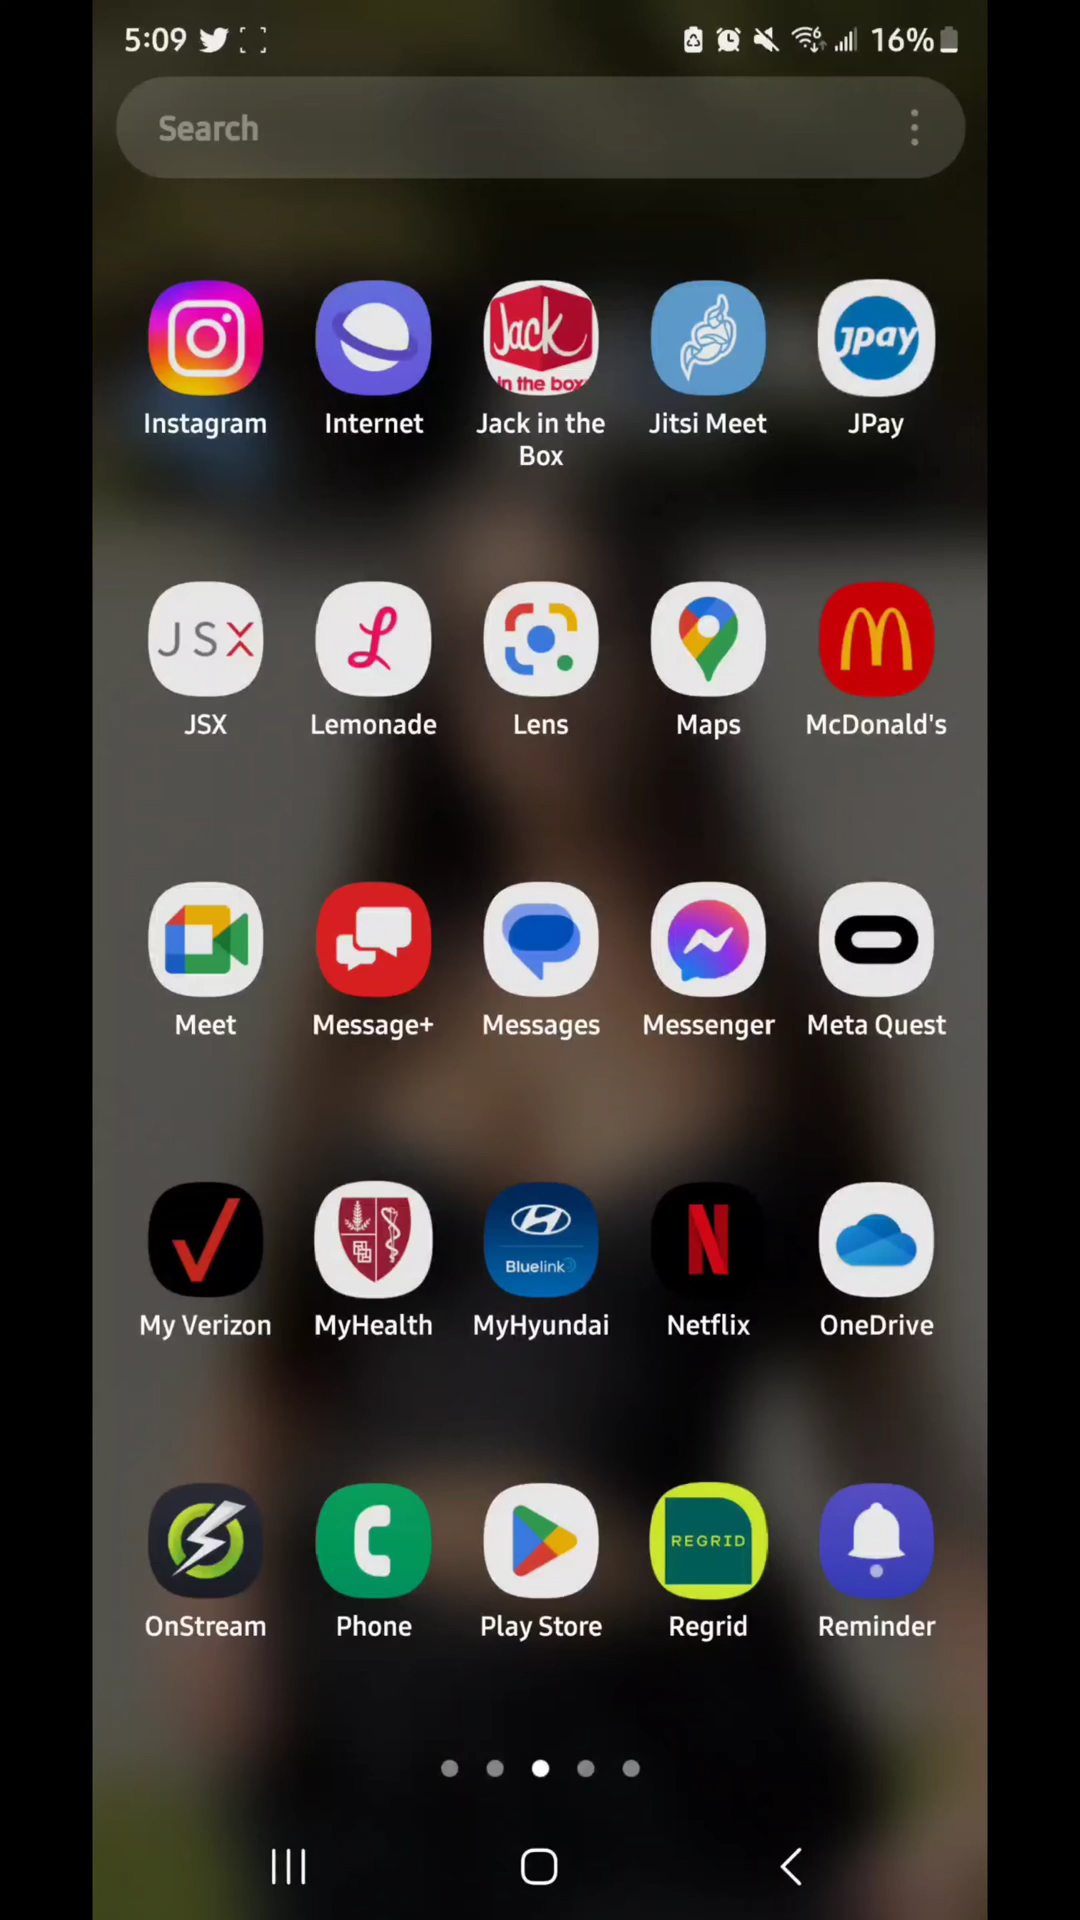 5:09 16%
Search
Jack
in the box
jpay
Instagram Internet Jack in the Jitsi Meet JPay
Box
JSX L
JSX Lemonade Lens Maps McDonald's
Meet Message+ Messages Messenger Meta Quest
Bluelink
My Verizon MyHealth MyHyundai Netflix OneDrive
REGRID
OnStream Phone Play Store Regrid Reminder